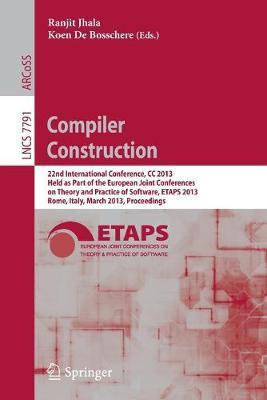 Ranjit Jhala
Koen De Bosschere (Eds.)
LNCS 7791
ARCoSS
Compiler
Construction
22nd International Conference, CC 2013
Held as Part of the European Joint Conferences
on Theory and Practice of Software, ETAPS 2013
Rome, Italy, March 2013, Proceedings
ETAPS
EUROPEAN JOINT CONFERENCES ON
THEORY & PRACTICE OF SOFTWARE
Springer